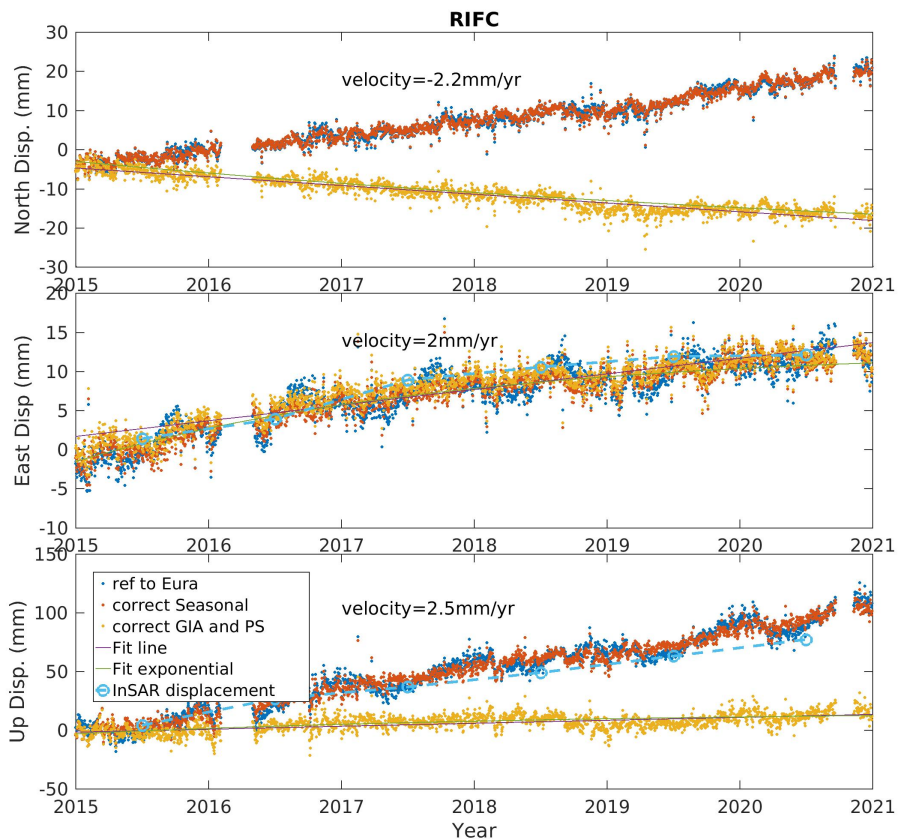 RIFC
30
20
10
0
-10
-20
-30
North Disp. (mm)
velocity=-2.2mm/yr
2015 2016 2017 2018 2019 2020 2021
20
15
10
5
0
-5
-10
East Disp (mm)
velocity=2mm/yr
2015 2016 2017 2018 2019 2020 2021
150
100
50
0
-50
Up Disp. (mm)
velocity=2.5mm/yr
ref to Eura
correct Seasonal
correct GIA and PS
Fit line
Fit exponential
InSAR displacement
2015 2016 2017 2018 2019 2020 2021
Year